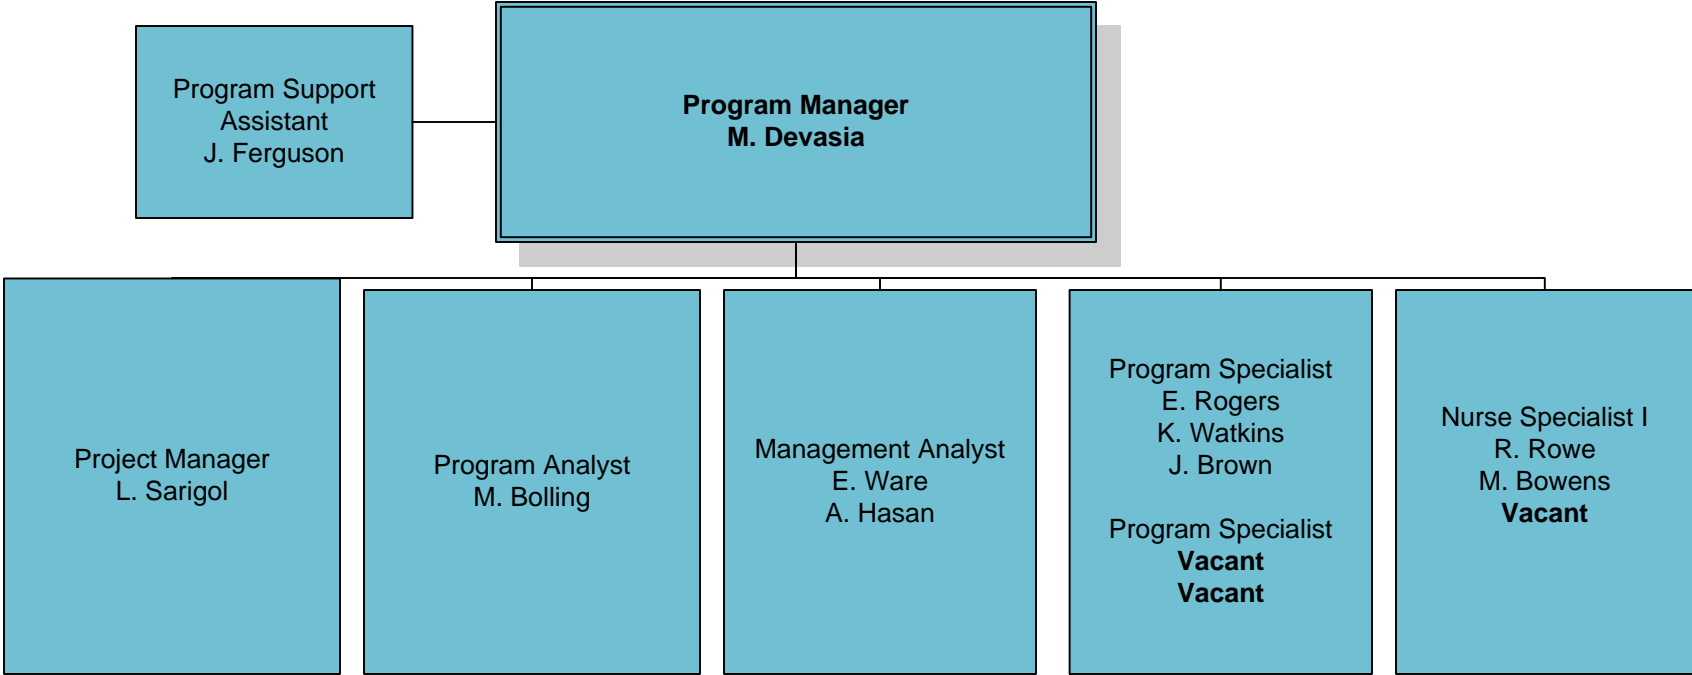 Program Support
Assistant
J. Ferguson
Program Manager
M. Devasia
Project Manager
L. Sarigol
Program Analyst
M. Bolling
Management Analyst
E. Ware
A. Hasan
Program Specialist
E. Rogers
K. Watkins
J. Brown
Program Specialist
Vacant
Vacant
Nurse Specialist I
R. Rowe
M. Bowens
Vacant